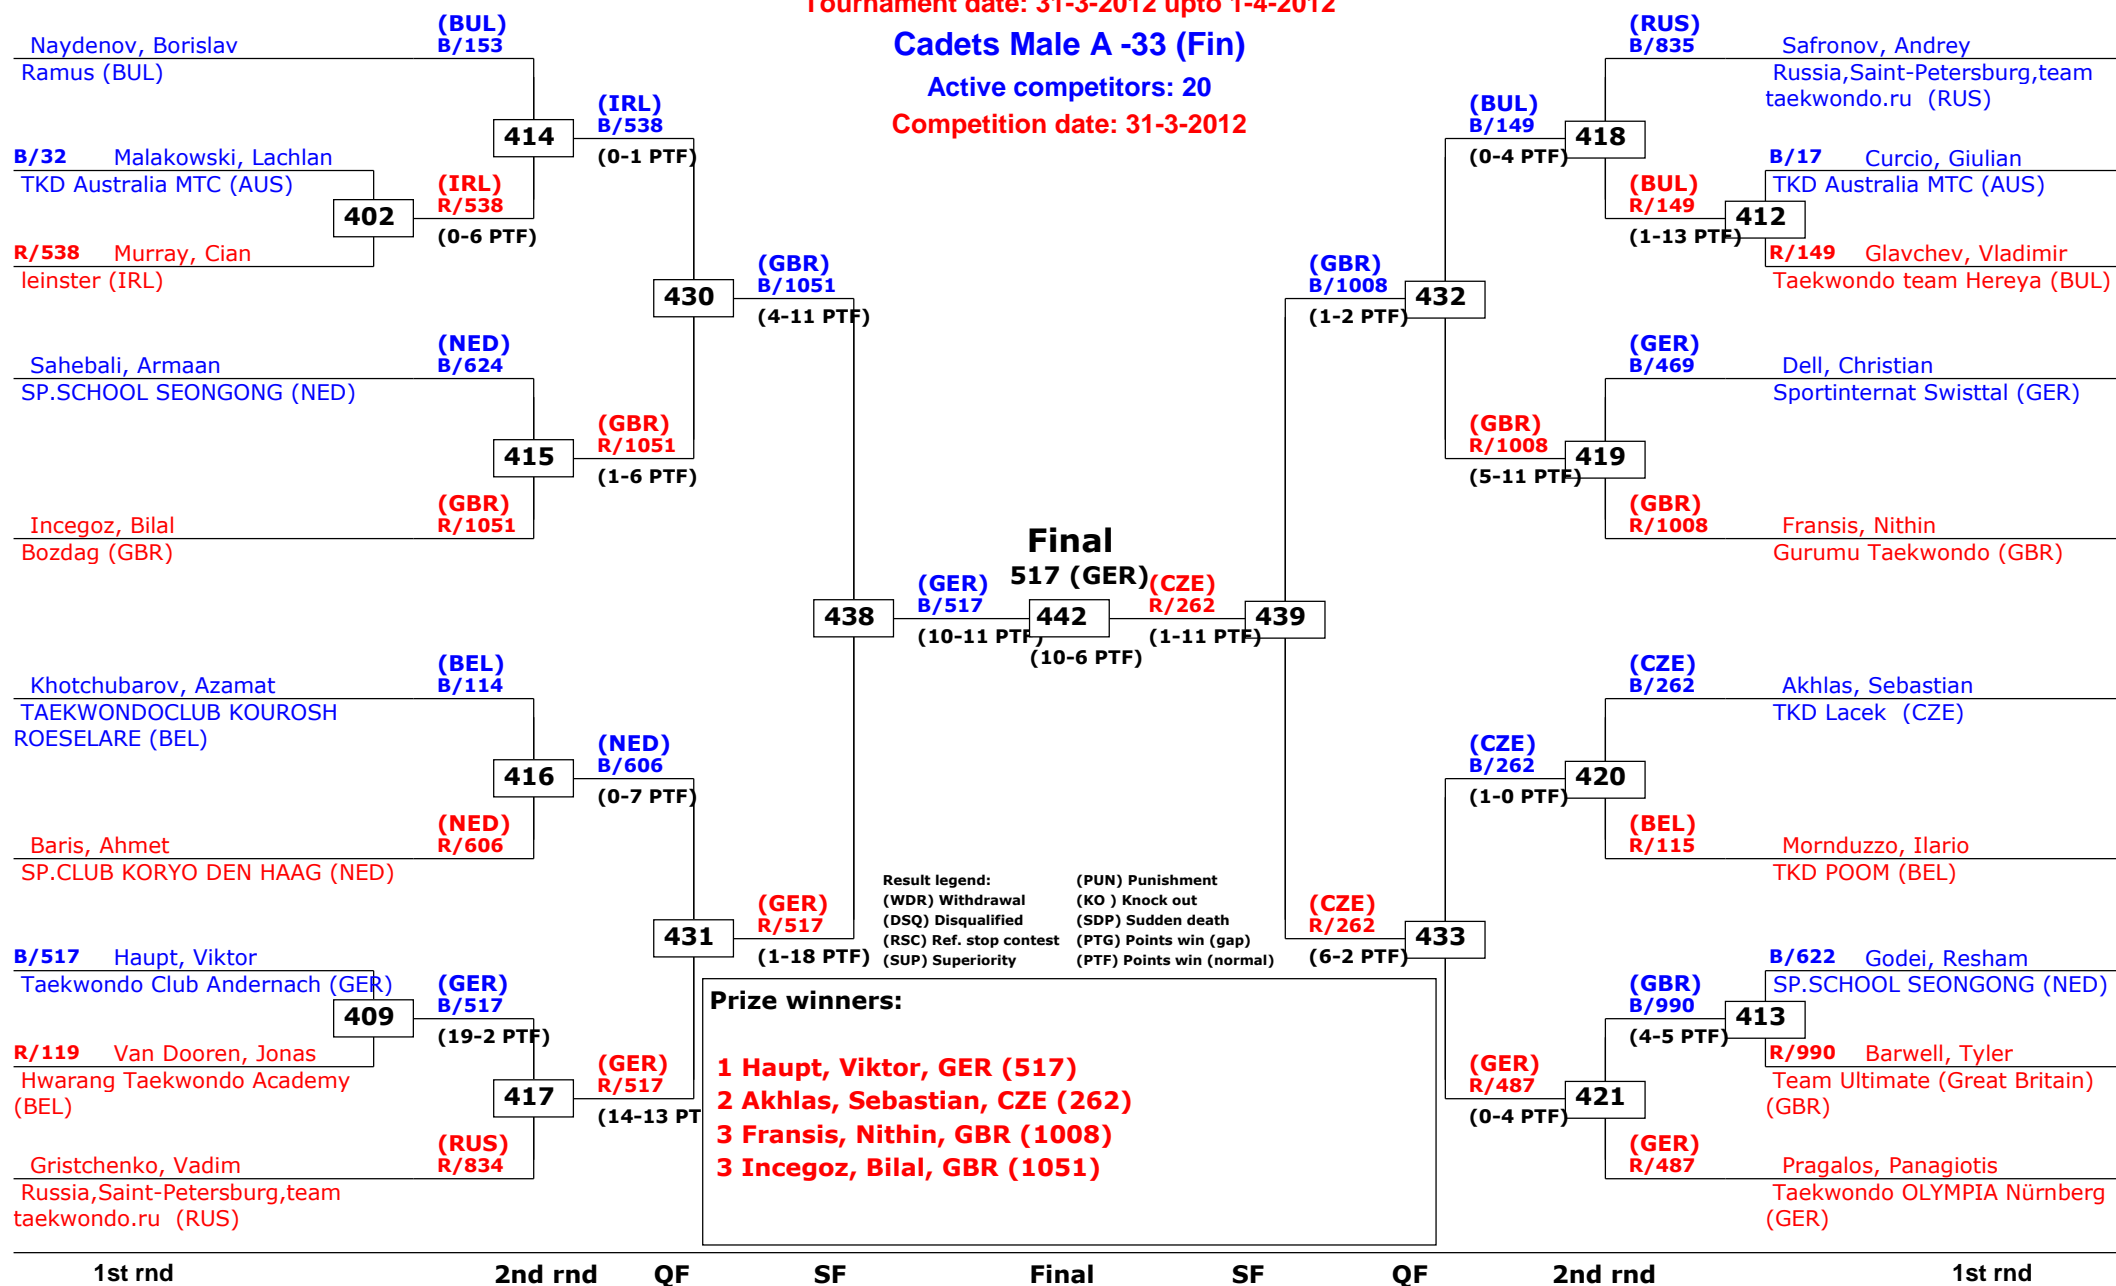 Tournament date: 31-3-2012 upto 1-4-2012
Cadets Male A -33 (Fin)
Active competitors: 20
Competition date: 31-3-2012
Naydenov, Borislav
Ramus (BUL)
(BUL)
B/153
B/32 Malakowski, Lachlan
TKD Australia MTC (AUS)
402
R/538 Murray, Cian
leinster (IRL)
(IRL)
R/538
(0-6 PTF)
414
(IRL)
B/538
(0-1 PTF)
Sahebali, Armaan
SP.SCHOOL SEONGONG (NED)
(NED)
B/624
415
Incegoz, Bilal
Bozdag (GBR)
(GBR)
R/1051
(GBR)
R/1051
(1-6 PTF)
430
(GBR)
B/1051
(4-11 PTF)
Khotchubarov, Azamat
TAEKWONDOCLUB KOUROSH
ROESELARE (BEL)
(BEL)
B/114
416
Baris, Ahmet
SP.CLUB KORYO DEN HAAG (NED)
(NED)
R/606
(NED)
B/606
(0-7 PTF)
B/517 Haupt, Viktor
Taekwondo Club Andernach (GER)
409
R/119 Van Dooren, Jonas
Hwarang Taekwondo Academy
(BEL)
(GER)
B/517
(19-2 PTF)
417
Gristchenko, Vadim
Russia,Saint-Petersburg,team
taekwondo.ru (RUS)
(RUS)
R/834
(GER)
R/517
(14-13 PT
431
(GER)
R/517
(1-18 PTF)
438
(GER)
B/517
(10-11 PTF)
Final
517 (GER)
442
(10-6 PTF)
(CZE)
R/262
(1-11 PTF)
439
(GBR)
B/1008
(1-2 PTF)
432
(BUL)
B/149
(0-4 PTF)
418
(RUS)
B/835
Safronov, Andrey
Russia,Saint-Petersburg,team
taekwondo.ru (RUS)
(BUL)
R/149
(1-13 PTF)
412
B/17 Curcio, Giulian
TKD Australia MTC (AUS)
R/149 Glavchev, Vladimir
Taekwondo team Hereya (BUL)
(GBR)
R/1008
(5-11 PTF)
419
(GER)
B/469
Dell, Christian
Sportinternat Swisttal (GER)
(GBR)
R/1008
Fransis, Nithin
Gurumu Taekwondo (GBR)
(CZE)
R/262
(6-2 PTF)
433
(CZE)
B/262
(1-0 PTF)
420
(CZE)
B/262
Akhlas, Sebastian
TKD Lacek (CZE)
(BEL)
R/115
Mornduzzo, Ilario
TKD POOM (BEL)
(GER)
R/487
(0-4 PTF)
421
(GBR)
B/990
(4-5 PTF)
413
B/622 Godei, Resham
SP.SCHOOL SEONGONG (NED)
R/990 Barwell, Tyler
Team Ultimate (Great Britain)
(GBR)
(GER)
R/487
Pragalos, Panagiotis
Taekwondo OLYMPIA Nürnberg
(GER)
Result legend: (PUN) Punishment
(WDR) Withdrawal (KO ) Knock out
(DSQ) Disqualified (SDP) Sudden death
(RSC) Ref. stop contest (PTG) Points win (gap)
(SUP) Superiority (PTF) Points win (normal)
Prize winners:
1 Haupt, Viktor, GER (517)
2 Akhlas, Sebastian, CZE (262)
3 Fransis, Nithin, GBR (1008)
3 Incegoz, Bilal, GBR (1051)
1st rnd 2nd rnd QF SF Final SF QF 2nd rnd 1st rnd